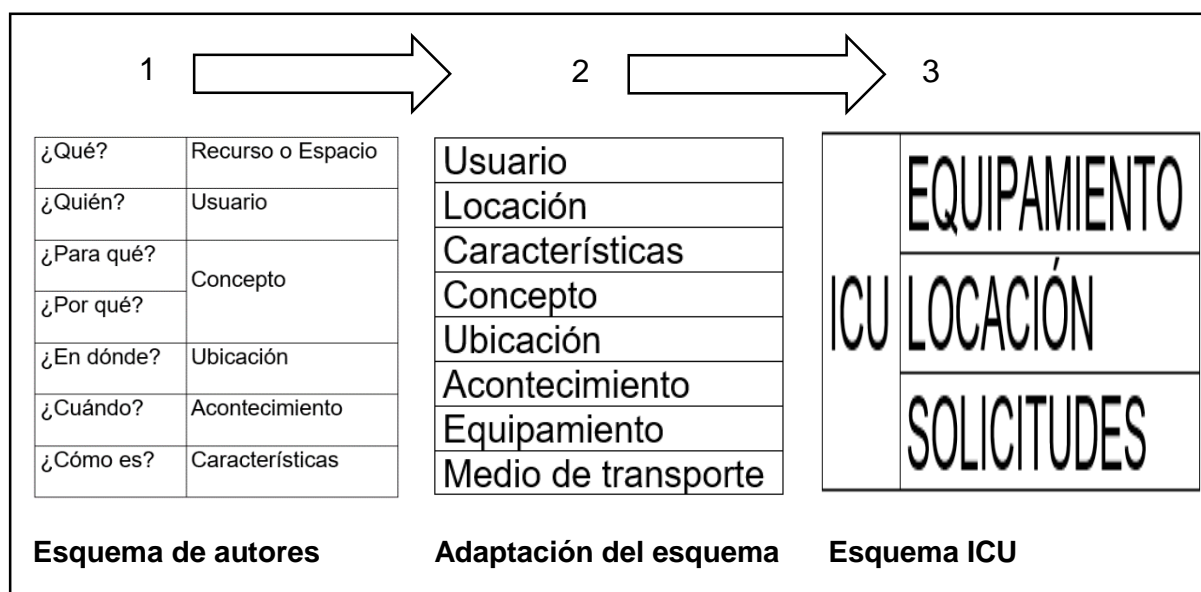 1
2
3
¿Qué? Recurso o Espacio
¿Quién? Usuario
¿Para qué?
Concepto
¿Por qué?
¿En dónde? Ubicación
¿Cuándo? Acontecimiento
¿Cómo es? Características
Esquema de autores
Usuario
Locación
Características
Concepto
Ubicación
Acontecimiento
Equipamiento
Medio de transporte
Adaptación del esquema
ICU
EQUIPAMIENTO
LOCACIÓN
SOLICITUDES
Esquema ICU